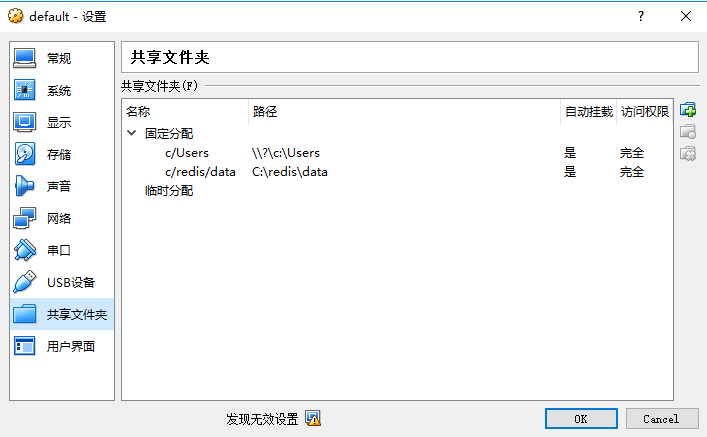 default - 设置
常规
系统
显示
存储
声音
网络
串口
USB设备
共享文件夹
用户界面
共享文件夹
共享文件夹(F)
名称 路径 自动挂载 访问权限
固定分配
c/Users \\?\c:\Users 是 完全
c/redis/data C:\redis\data 是 完全
临时分配
发现无效设置
OK Cancel